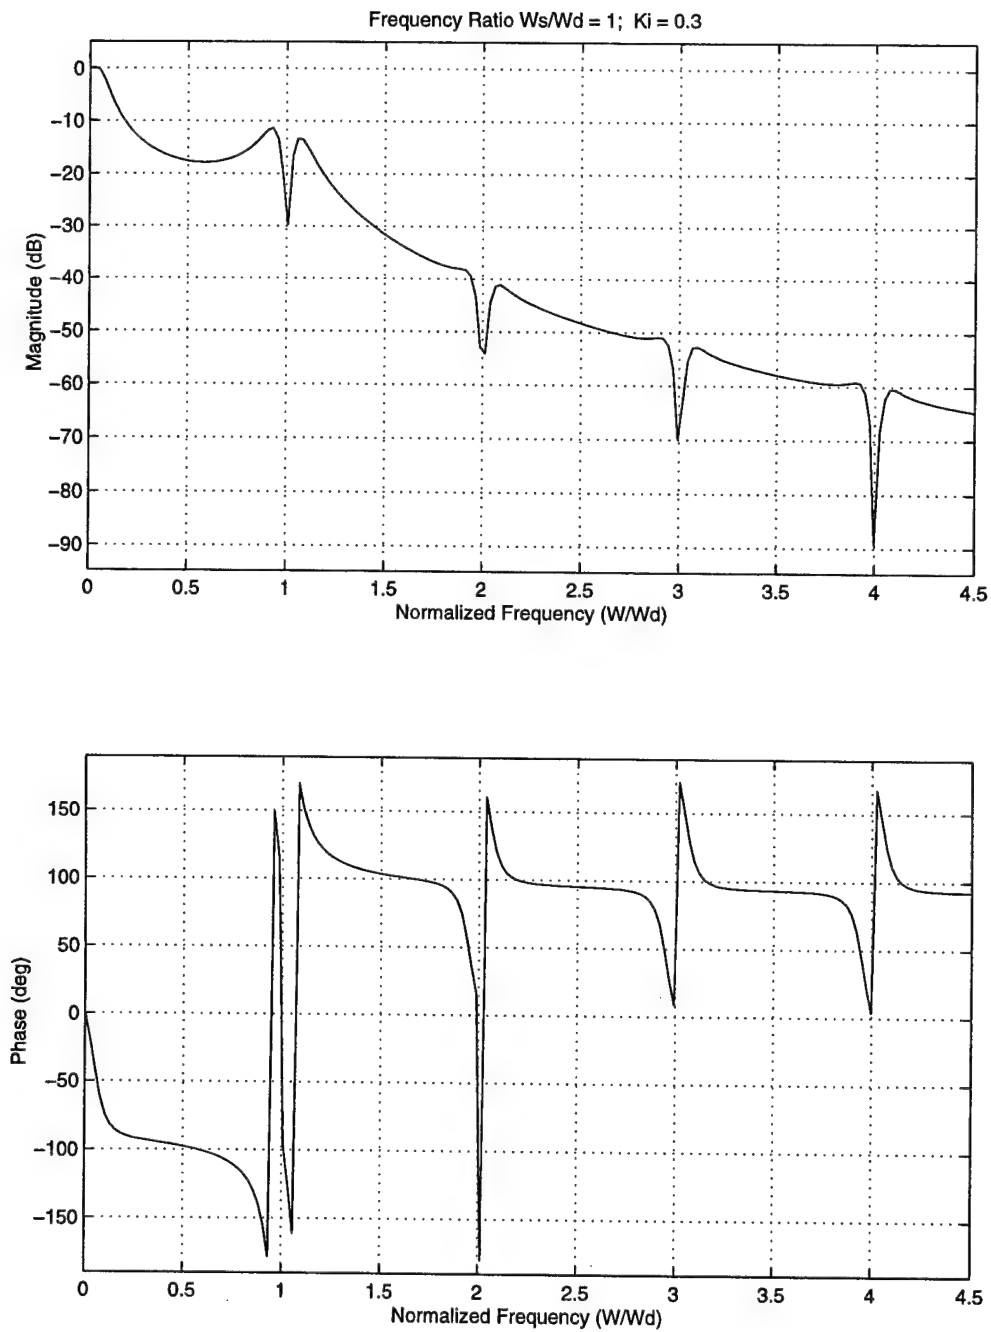 Frequency Ratio Ws/Wd = 1; Ki = 0.3
Magnitude (dB)
0
−10
−20
−30
−40
−50
−60
−70
−80
−90
0 0.5 1 1.5 2 2.5 3 3.5 4 4.5
Normalized Frequency (W/Wd)
Phase (deg)
150
100
50
0
−50
−100
−150
0 0.5 1 1.5 2 2.5 3 3.5 4 4.5
Normalized Frequency (W/Wd)